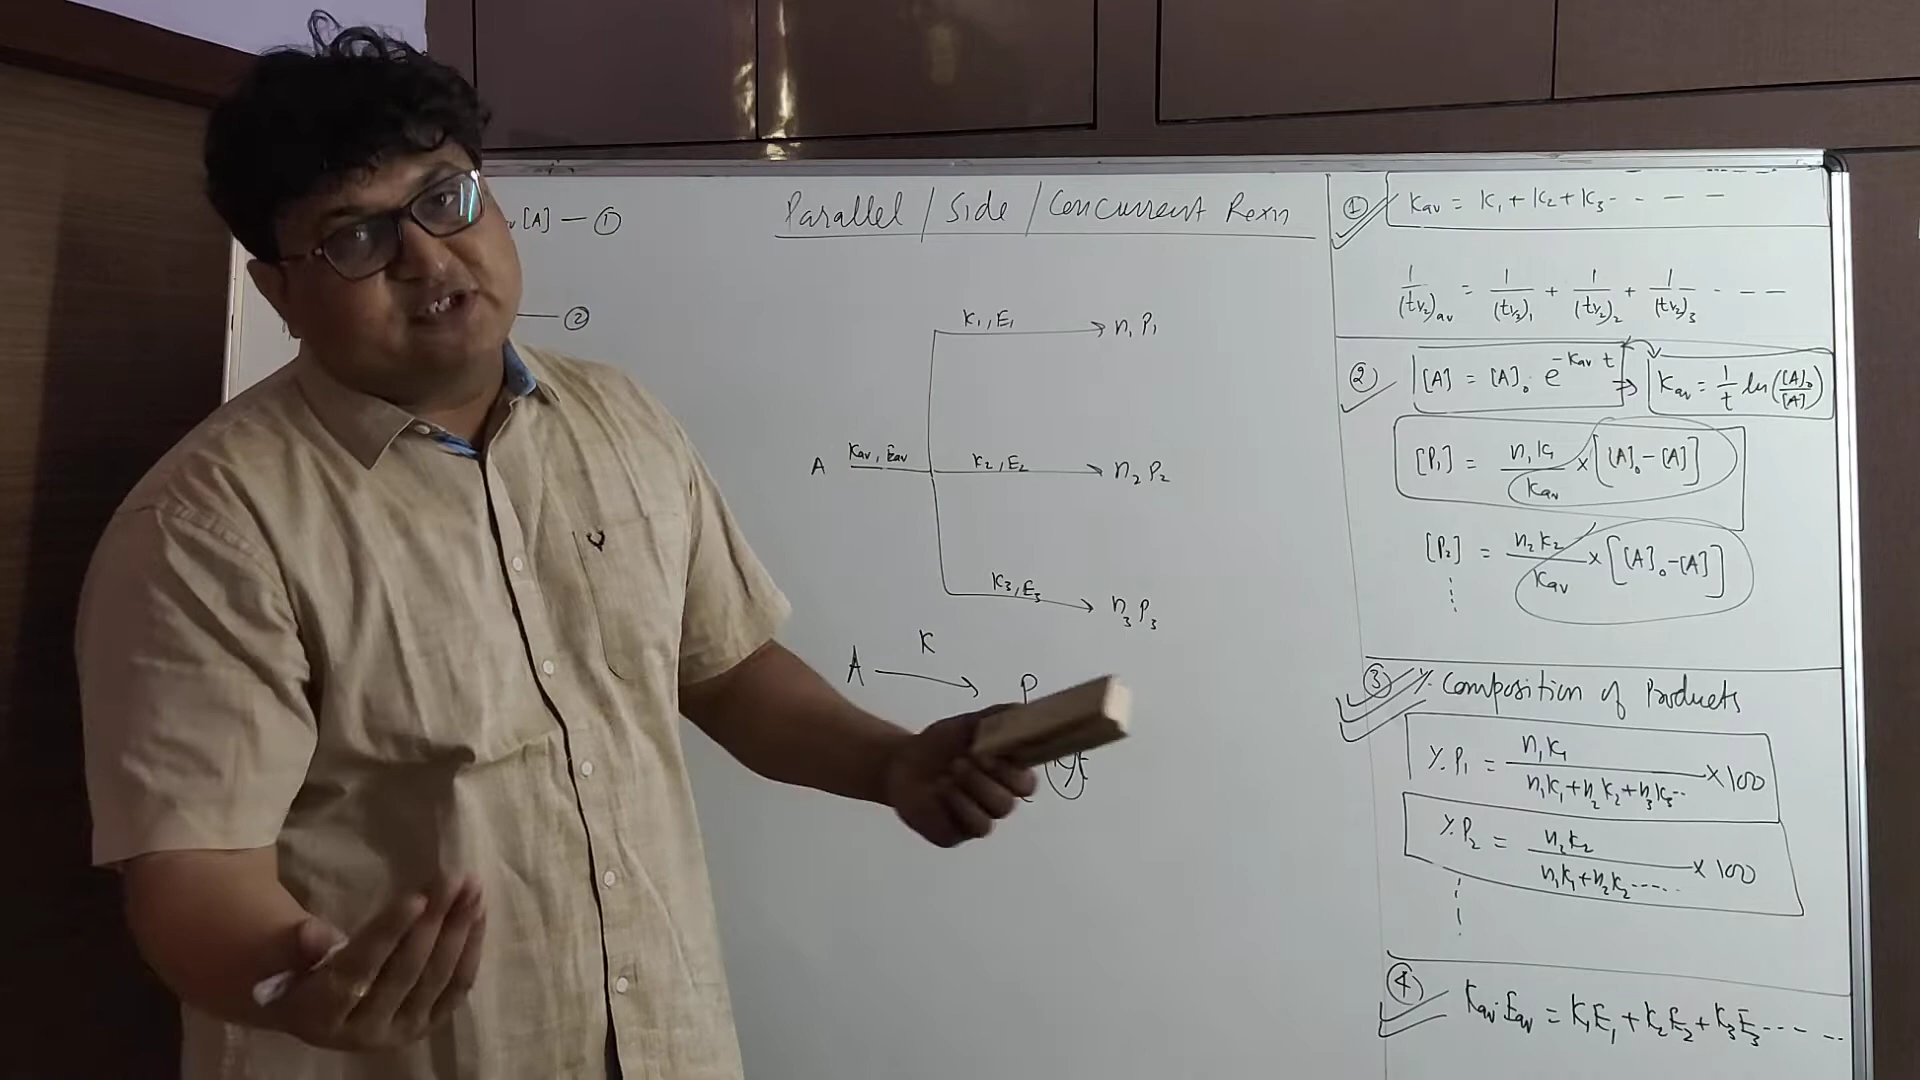 [A] — ①
— ②
Parallel / Side / Concurrent Rexn
K₁, E₁
n₁ P₁
A
Kav, Eav
K₂, E₂
n₂ P₂
K₃, E₃
n₃ P₃
A
K
P
① Kav = K₁ + K₂ + K₃ - - - -
1/(t½)av = 1/(t½)₁ + 1/(t½)₂ + 1/(t½)₃ - - - -
② [A] = [A]₀ e^(-Kav t) ⇒ Kav = 1/t ln([A]₀/[A])
[P₁] = n₁K₁/Kav × [[A]₀-[A]]
[P₂] = n₂K₂/Kav × [[A]₀-[A]]
③ % Composition of Products
%P₁ = n₁K₁/(n₁K₁+n₂K₂+n₃K₃--) × 100
%P₂ = n₂K₂/(n₁K₁+n₂K₂-----) × 100
④ Kav·Eav = K₁E₁ + K₂E₂ + K₃E₃ - - - - -